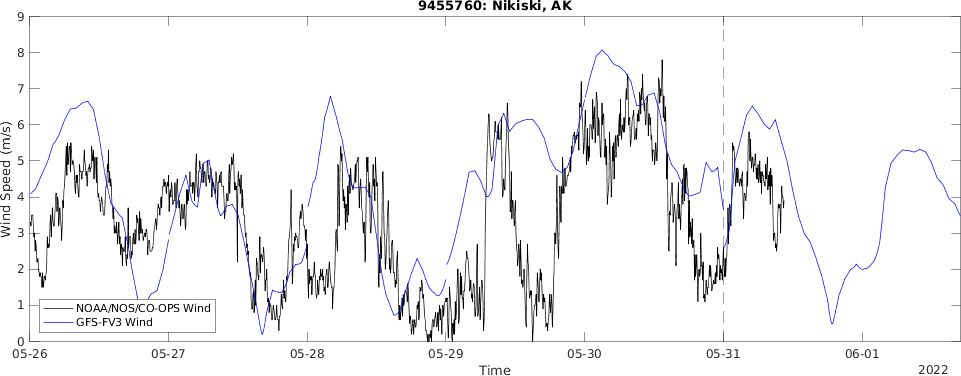 9455760: Nikiski, AK
Wind Speed (m/s)
9
8
7
6
5
4
3
2
1
0
NOAA/NOS/CO-OPS Wind
GFS-FV3 Wind
05-26 05-27 05-28 05-29 05-30 05-31 06-01
Time
2022